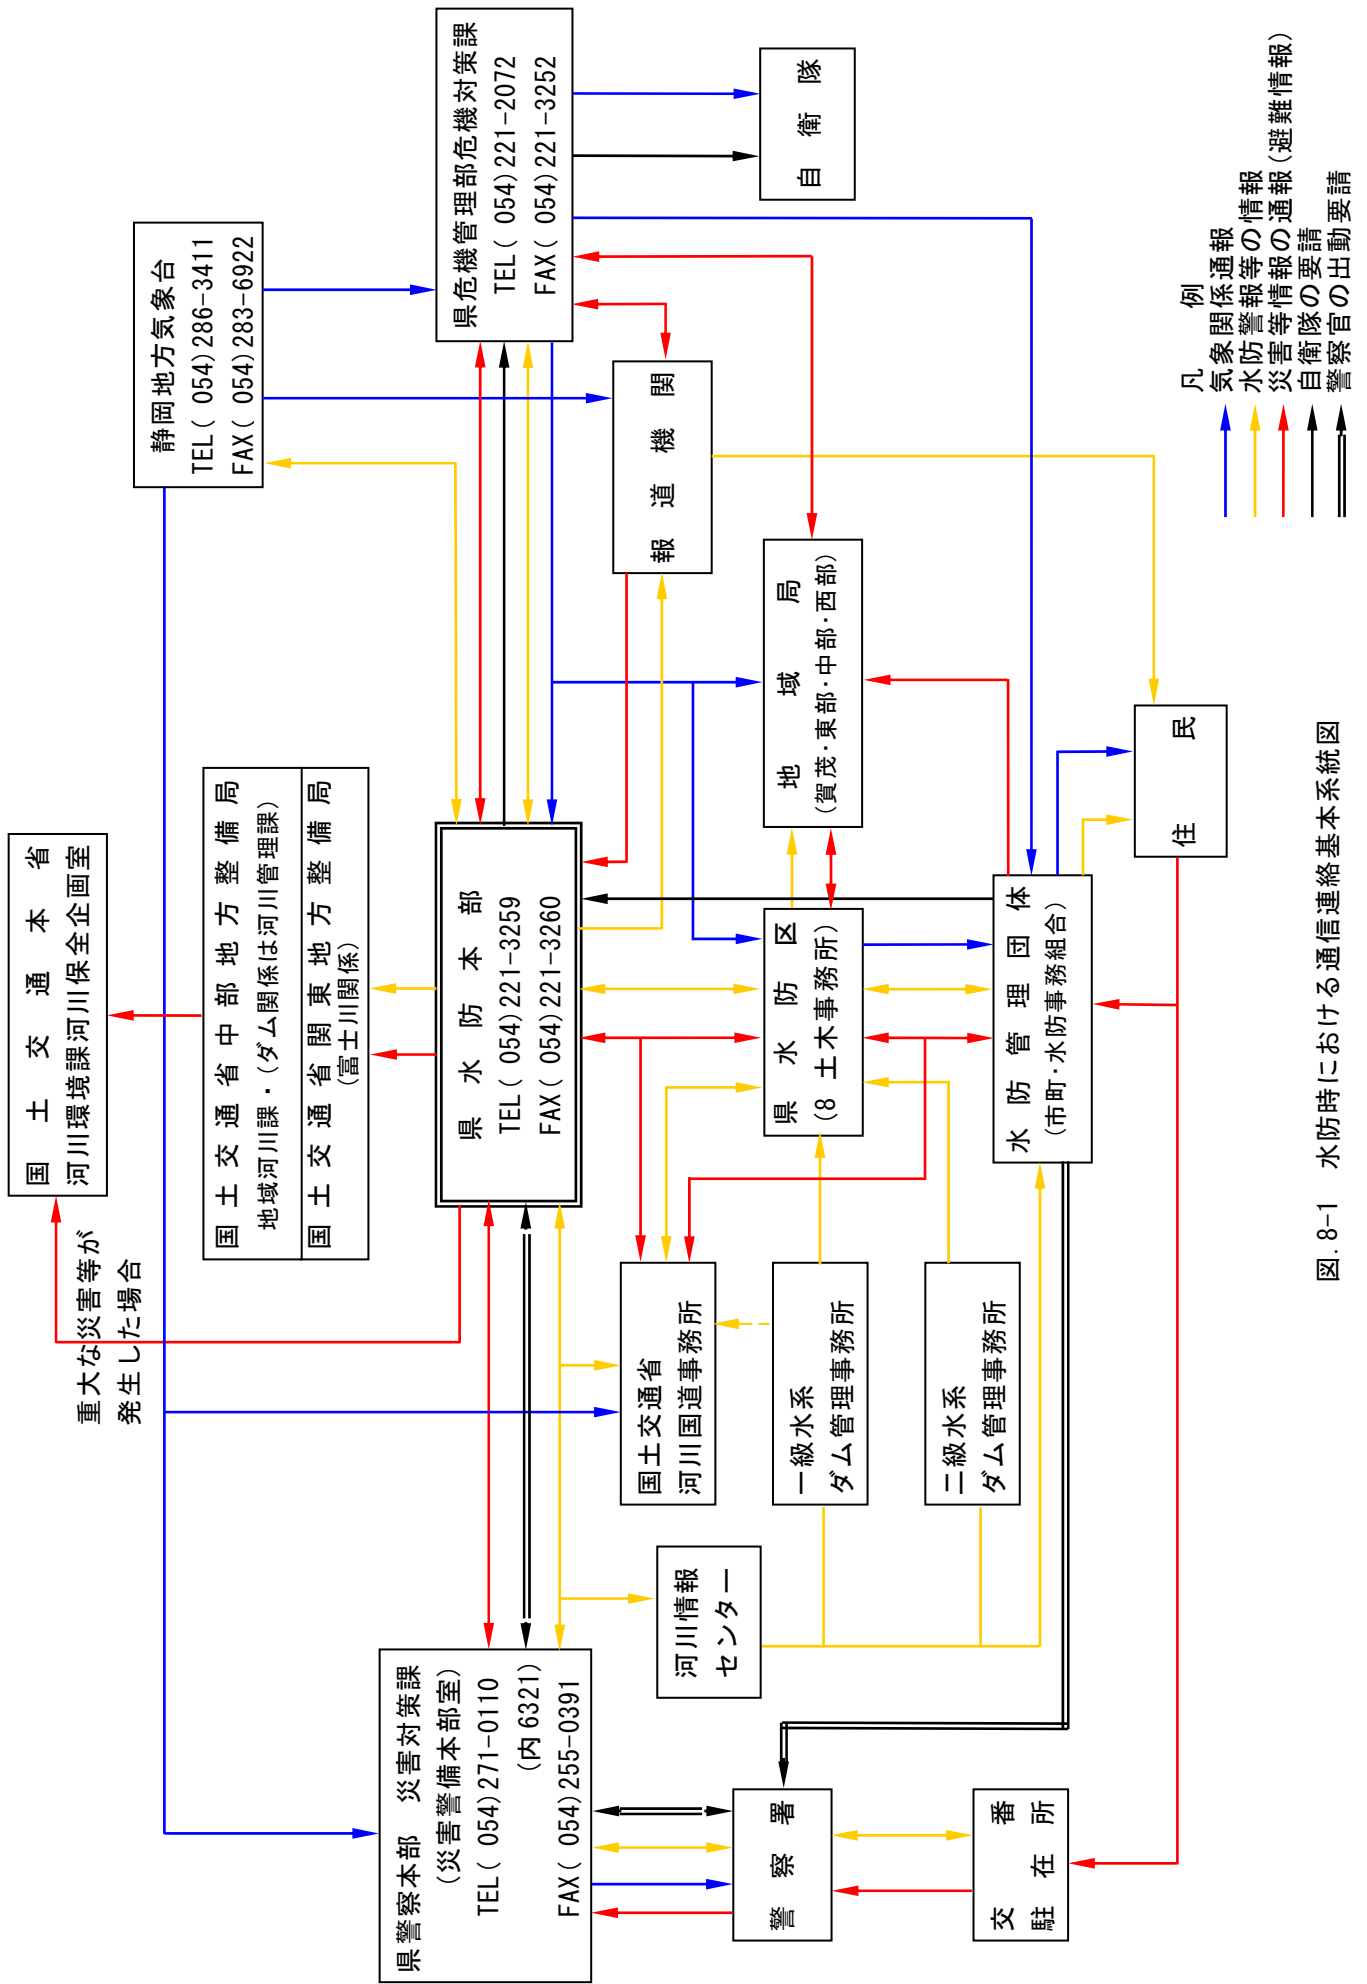 国土交通本省
河川環境課河川保全企画室
重大な災害等が
発生した場合
静岡地方気象台
TEL( 054)286-3411
FAX( 054)283-6922
国土交通省中部地方整備局
地域河川課・(ダム関係は河川管理課)
国土交通省関東地方整備局
(富士川関係)
県警察本部 災害対策課
(災害警備本部室)
TEL( 054)271-0110
(内 6321)
FAX( 054)255-0391
県水防本部
TEL( 054)221-3259
FAX( 054)221-3260
県危機管理部危機対策課
TEL( 054)221-2072
FAX( 054)221-3252
河川情報
センター
国土交通省
河川国道事務所
報道機関
警察署
一級水系
ダム管理事務所
県水防区
(8 土木事務所)
地域局
(賀茂・東部・中部・西部)
自衛隊
交番
駐在所
二級水系
ダム管理事務所
水防管理団体
(市町・水防事務組合)
住民
凡例
気象関係通報
水防警報等の情報
災害等情報の通報(避難情報)
自衛隊の要請
警察官の出動要請
図.8-1 水防時における通信連絡基本系統図